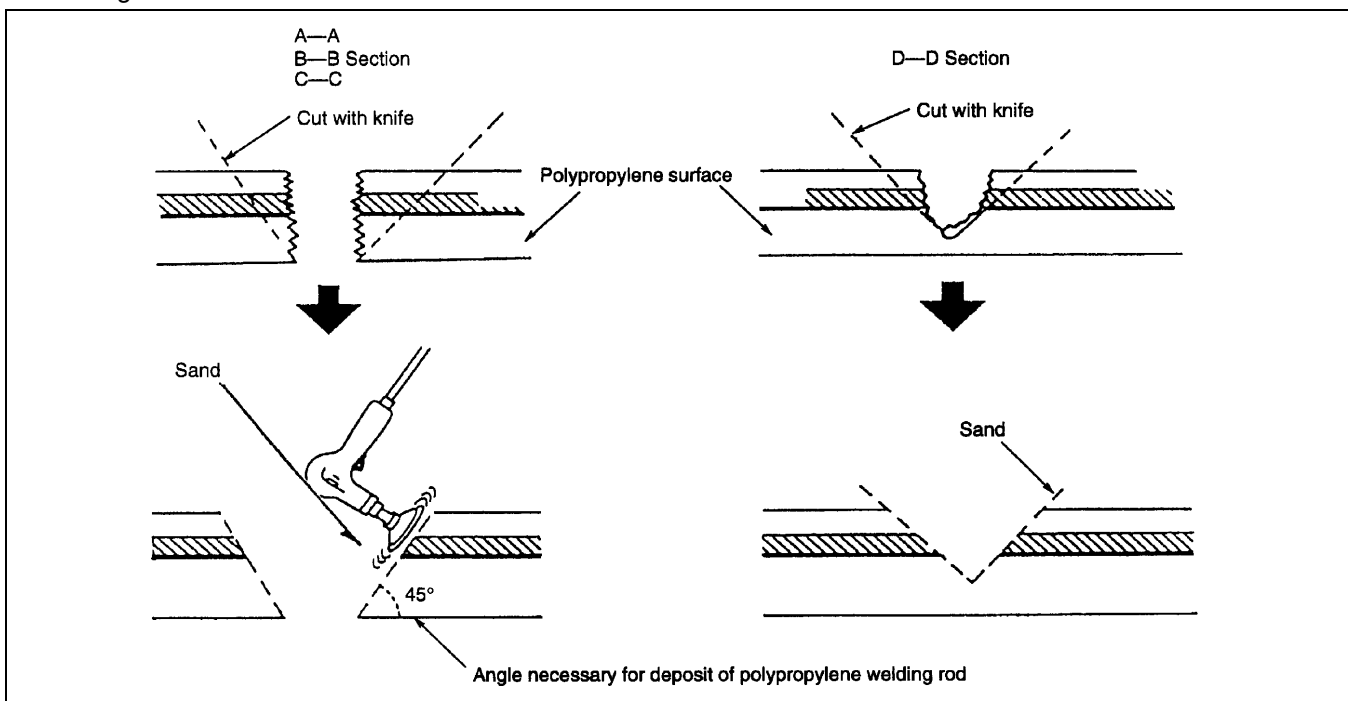 A—A
B—B Section
C—C
D—D Section
Cut with knife
Cut with knife
Polypropylene surface
Sand
Sand
45°
Angle necessary for deposit of polypropylene welding rod